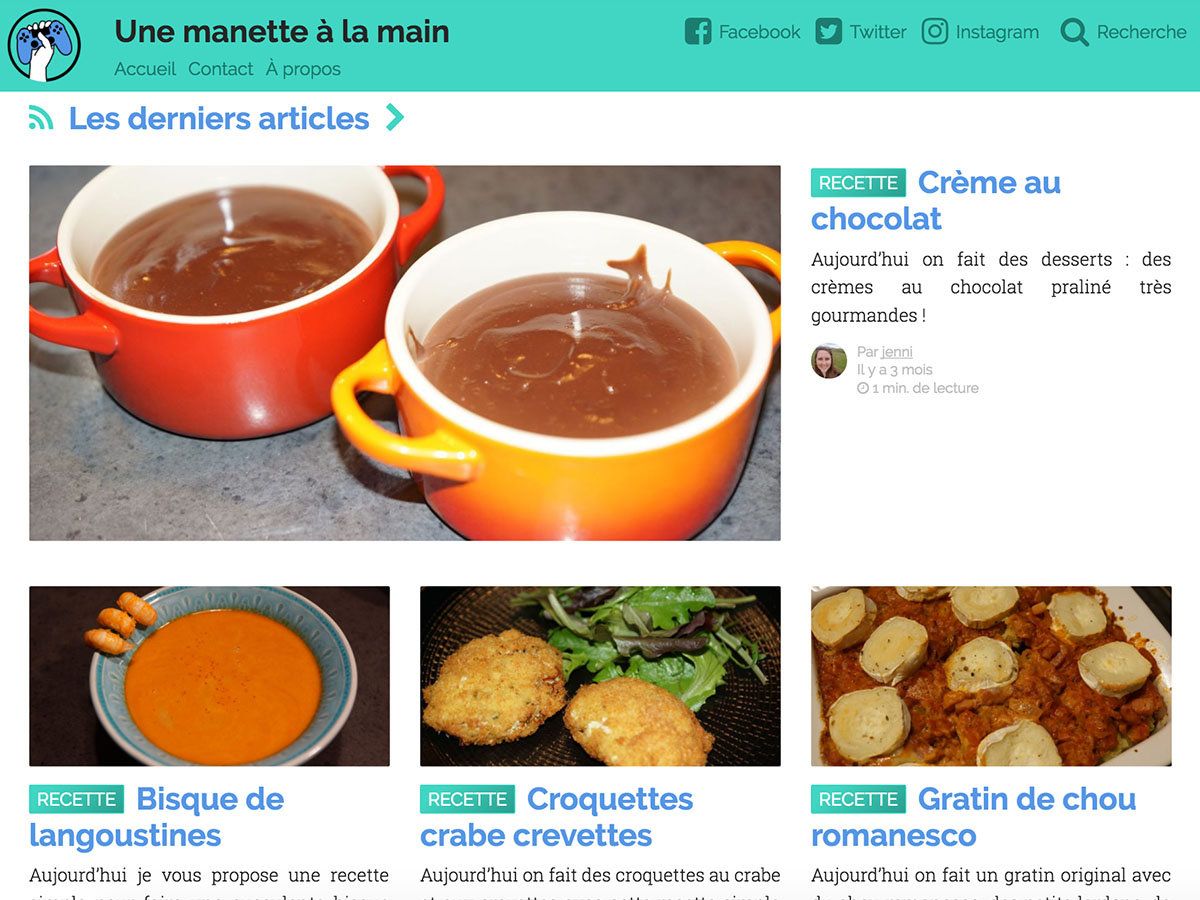 Une manette à la main
Facebook Twitter Instagram Recherche
Accueil Contact À propos
Les derniers articles
RECETTE Crème au
chocolat
Aujourd'hui on fait des desserts : des
crèmes au chocolat praliné très
gourmandes !
Par jenni
Il y a 3 mois
1 min. de lecture
RECETTE Bisque de
langoustines
Aujourd'hui je vous propose une recette
RECETTE Croquettes
crabe crevettes
Aujourd'hui on fait des croquettes au crabe
RECETTE Gratin de chou
romanesco
Aujourd'hui on fait un gratin original avec